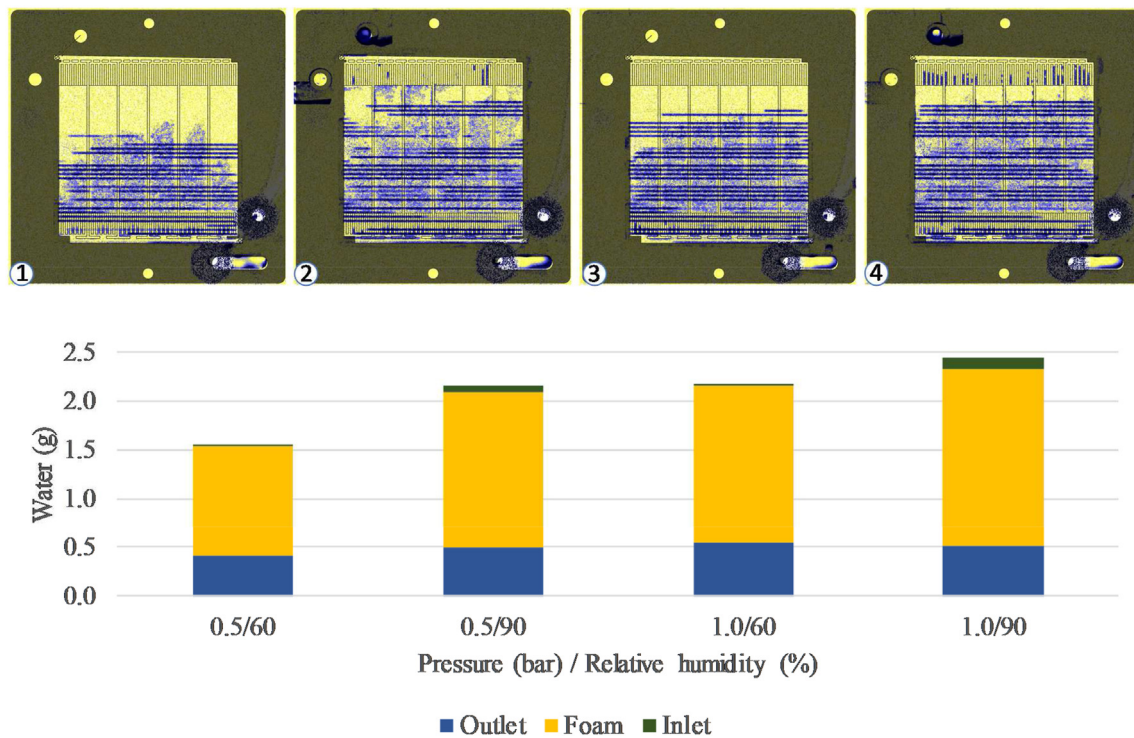 1 2 3 4
2.5
2.0
1.5
1.0
0.5
0.0
Water (g)
0.5/60 0.5/90 1.0/60 1.0/90
Pressure (bar) / Relative humidity (%)
Outlet Foam Inlet